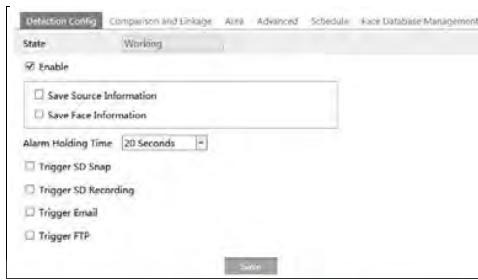 Detection Config Comparison and Linkage Area Advanced Schedule Face Database Management
State Working
Enable
Save Source Information
Save Face Information
Alarm Holding Time 20 Seconds
Trigger SD Snap
Trigger SD Recording
Trigger Email
Trigger FTP
Save